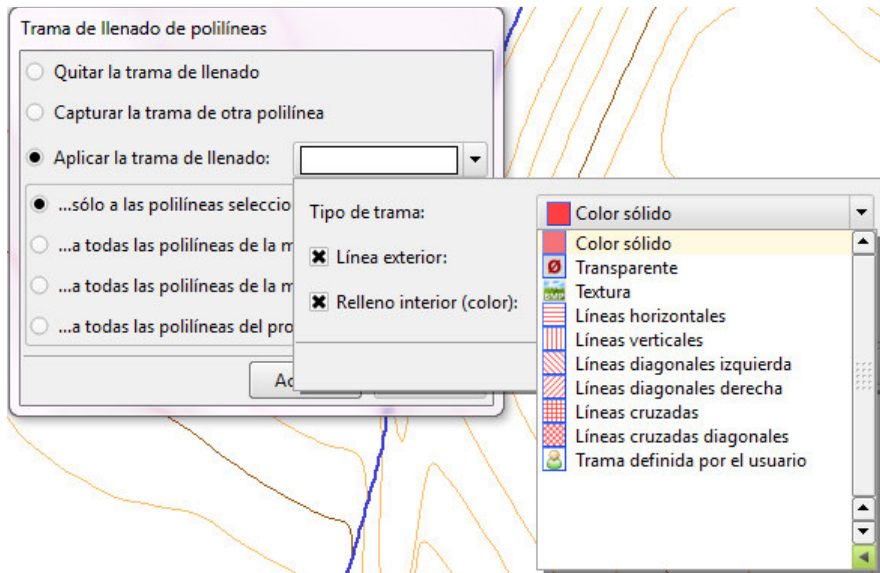 Trama de llenado de polilíneas
Quitar la trama de llenado
Capturar la trama de otra polilínea
Aplicar la trama de llenado:
...sólo a las polilíneas
...a todas las polilíneas de la
...a todas las polilíneas de la
...a todas las polilíneas del
Tipo de trama:
Línea exterior:
Relleno interior (color):
Color sólido
Color sólido
Transparente
Textura
Líneas horizontales
Líneas verticales
Líneas diagonales izquierda
Líneas diagonales derecha
Líneas cruzadas
Líneas cruzadas diagonales
Trama definida por el usuario